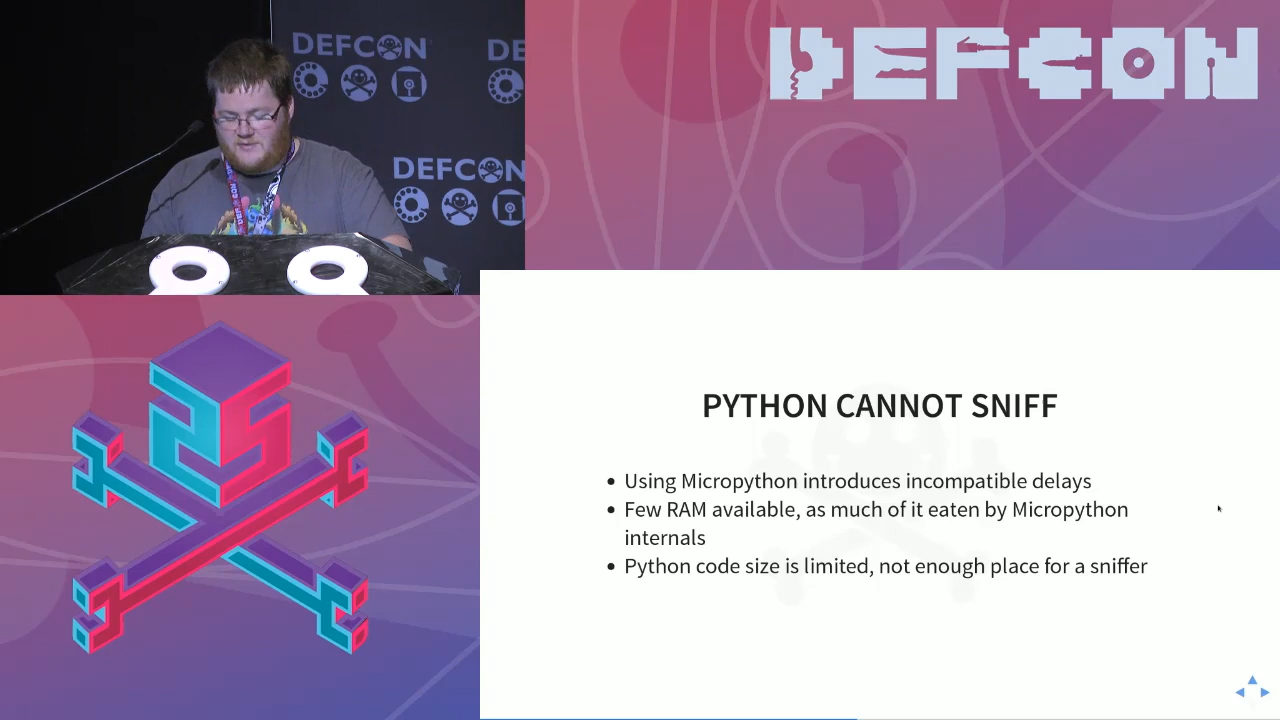 DEFCON
DE
DEFCON
DEFCON
PYTHON CANNOT SNIFF
Using Micropython introduces incompatible delays
Few RAM available, as much of it eaten by Micropython
internals
Python code size is limited, not enough place for a sniffer